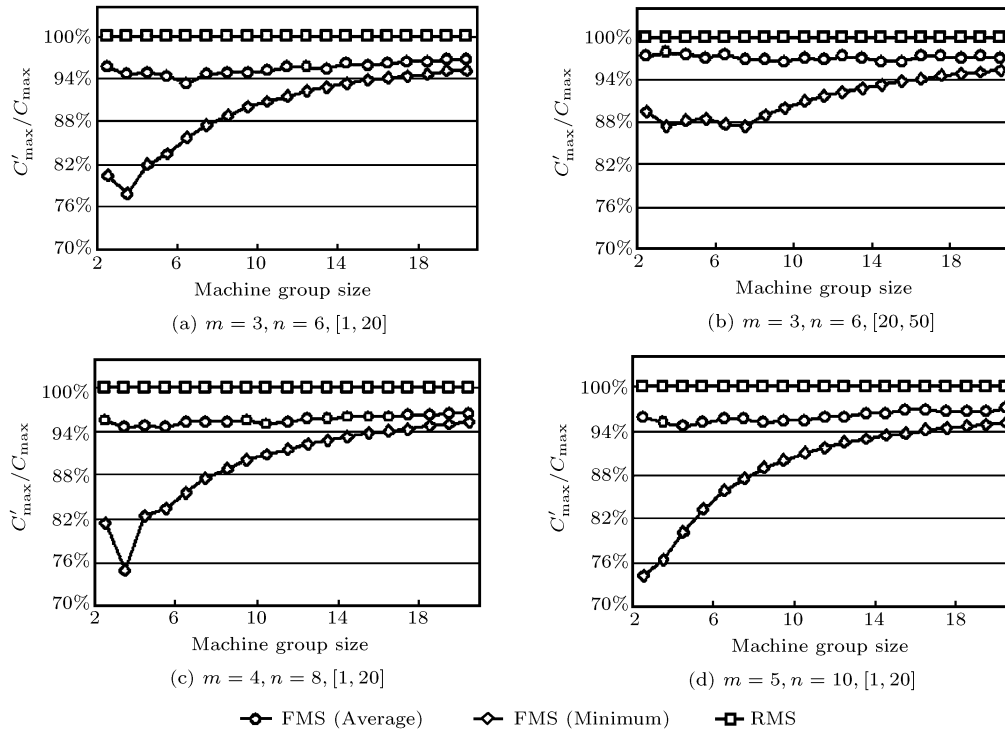 C′max/Cmax
100%
94%
88%
82%
76%
70%
2 6 10 14 18
Machine group size
(a) m = 3, n = 6, [1, 20]
C′max/Cmax
100%
94%
88%
82%
76%
70%
2 6 10 14 18
Machine group size
(b) m = 3, n = 6, [20, 50]
C′max/Cmax
100%
94%
88%
82%
76%
70%
2 6 10 14 18
Machine group size
(c) m = 4, n = 8, [1, 20]
C′max/Cmax
100%
94%
88%
82%
76%
70%
2 6 10 14 18
Machine group size
(d) m = 5, n = 10, [1, 20]
FMS (Average) FMS (Minimum) RMS